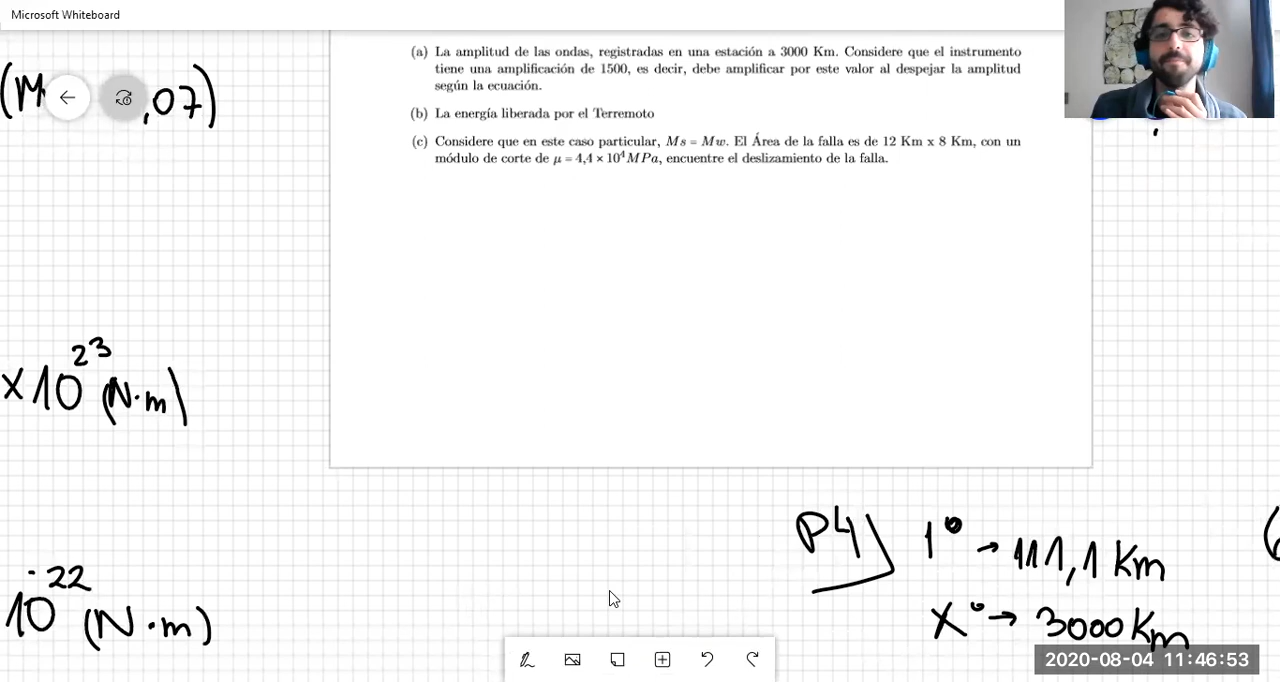 Microsoft Whiteboard
(a) La amplitud de las ondas, registradas en una estación a 3000 Km. Considere que el instrumento
tiene una amplificación de 1500, es decir, debe amplificar por este valor al despejar la amplitud
según la ecuación.
(b) La energía liberada por el Terremoto
(c) Considere que en este caso particular, Ms = Mw. El Área de la falla es de 12 Km x 8 Km, con un
módulo de corte de μ = 4,4 × 10⁴MPa, encuentre el deslizamiento de la falla.
(M ,07)
×10²³ (N·m)
10²² (N·m)
P4) 1° → 111,1 Km
x° → 3000 Km
2020-08-04 11:46:53